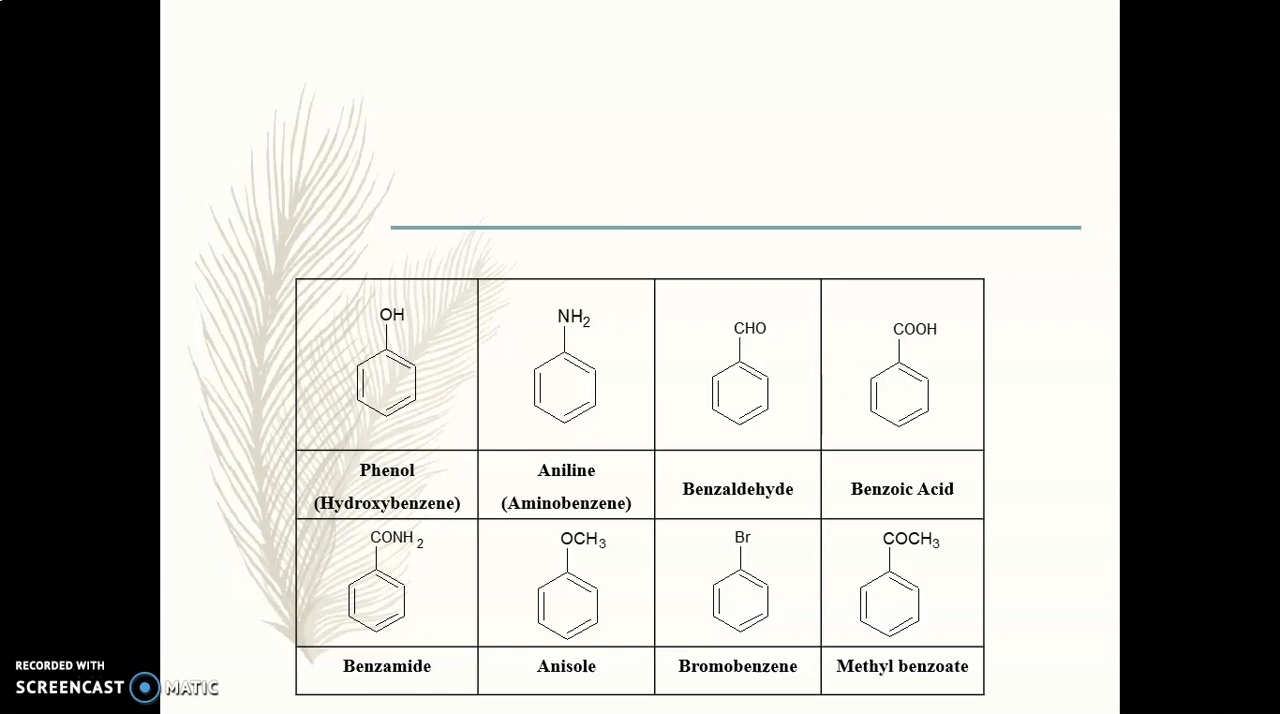 OH
NH2
CHO
COOH
Phenol
(Hydroxybenzene)
Aniline
(Aminobenzene)
Benzaldehyde
Benzoic Acid
CONH 2
OCH3
Br
COCH3
Benzamide
Anisole
Bromobenzene
Methyl benzoate
RECORDED WITH
SCREENCAST MATIC